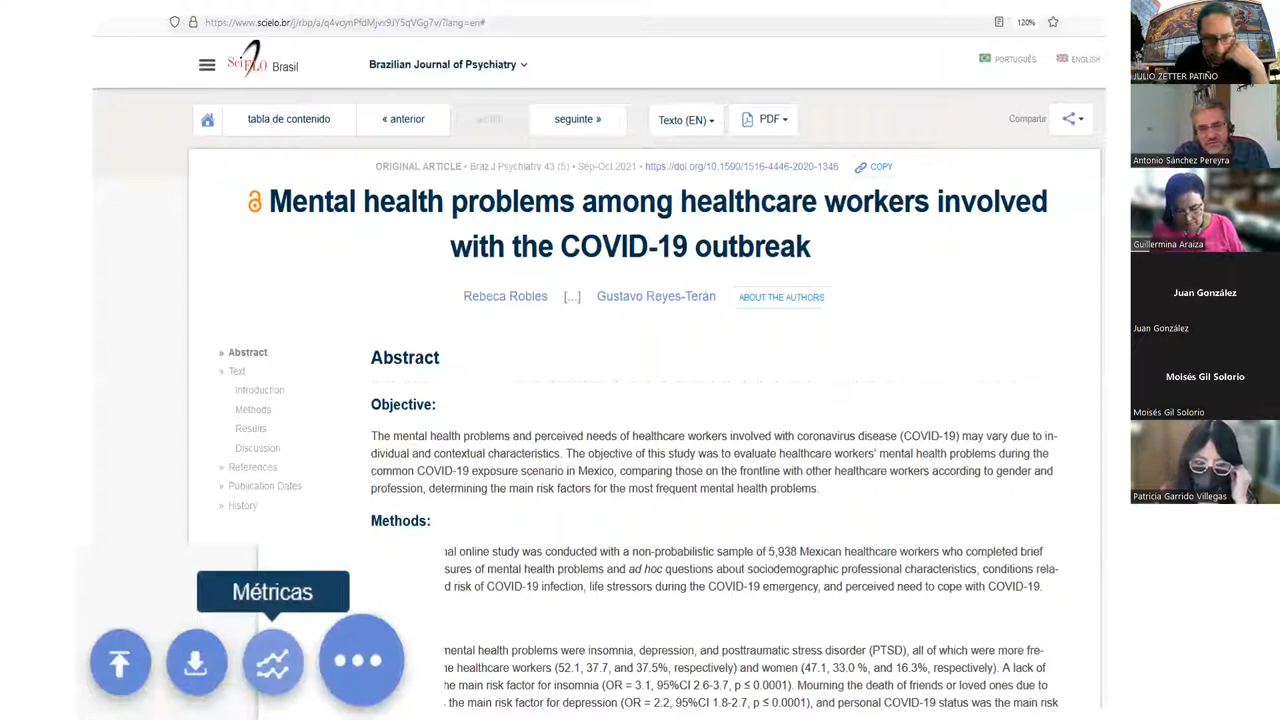 https://www.scielo.br/j/rbp/a/q4vcynPfdMjvx9JY5qVGg7v/?lang=en#
120%
SciELO Brasil
Brazilian Journal of Psychiatry
PORTUGUÊS
ENGLISH
tabla de contenido
« anterior
seguinte »
Texto (EN)
PDF
Compartir
ORIGINAL ARTICLE • Braz J Psychiatry 43 (5) • Sep-Oct 2021 • https://doi.org/10.1590/1516-4446-2020-1346
COPY
Mental health problems among healthcare workers involved
with the COVID-19 outbreak
Rebeca Robles [...] Gustavo Reyes-Terán
ABOUT THE AUTHORS
» Abstract
» Text
Introduction
Methods
Results
Discussion
» References
» Publication Dates
» History
Abstract
Objective:
The mental health problems and perceived needs of healthcare workers involved with coronavirus disease (COVID-19) may vary due to in-
dividual and contextual characteristics. The objective of this study was to evaluate healthcare workers' mental health problems during the
common COVID-19 exposure scenario in Mexico, comparing those on the frontline with other healthcare workers according to gender and
profession, determining the main risk factors for the most frequent mental health problems.
Methods:
nal online study was conducted with a non-probabilistic sample of 5,938 Mexican healthcare workers who completed brief
sures of mental health problems and ad hoc questions about sociodemographic professional characteristics, conditions rela-
d risk of COVID-19 infection, life stressors during the COVID-19 emergency, and perceived need to cope with COVID-19.
mental health problems were insomnia, depression, and posttraumatic stress disorder (PTSD), all of which were more fre-
ne healthcare workers (52.1, 37.7, and 37.5%, respectively) and women (47.1, 33.0 %, and 16.3%, respectively). A lack of
he main risk factor for insomnia (OR = 3.1, 95%CI 2.6-3.7, p ≤ 0.0001). Mourning the death of friends or loved ones due to
the main risk factor for depression (OR = 2.2, 95%CI 1.8-2.7, p ≤ 0.0001), and personal COVID-19 status was the main risk
Métricas
JULIO ZETTER PATIÑO
Antonio Sánchez Pereyra
Guillermina Araiza
Juan González
Juan González
Moisés Gil Solorio
Moisés Gil Solorio
Patricia Garrido Villegas